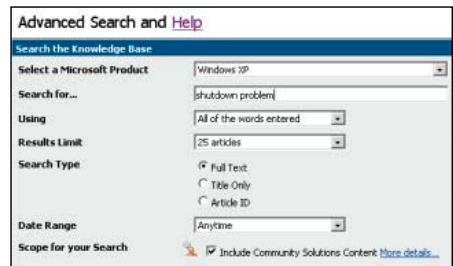 Advanced Search and Help
Search the Knowledge Base
Select a Microsoft Product Windows XP
Search for... shutdown problem
Using All of the words entered
Results Limit 25 articles
Search Type Full Text
Title Only
Article ID
Date Range Anytime
Scope for your Search Include Community Solutions Content More details...